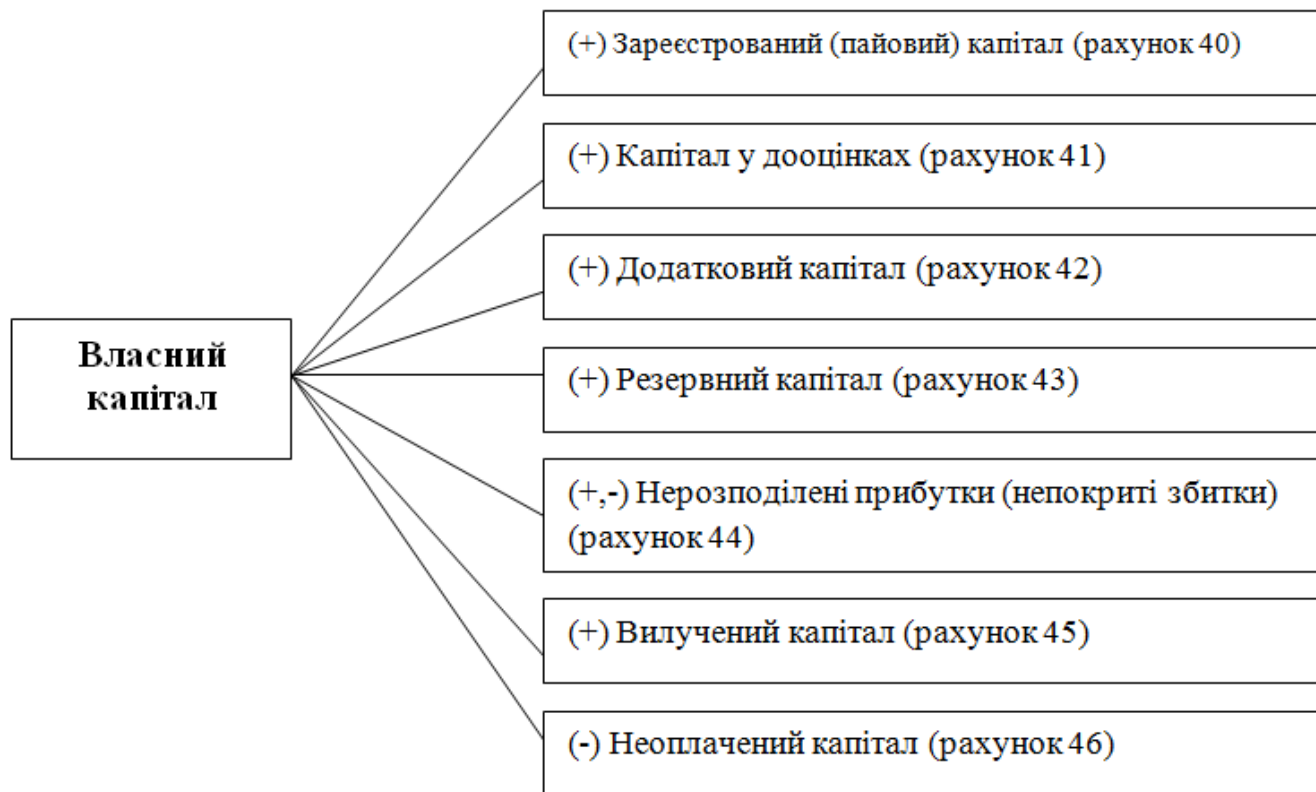 (+) Зареєстрований (пайовий) капітал (рахунок 40)
(+) Капітал у дооцінках (рахунок 41)
(+) Додатковий капітал (рахунок 42)
Власний
капітал
(+) Резервний капітал (рахунок 43)
(+,-) Нерозподілені прибутки (непокриті збитки)
(рахунок 44)
(+) Вилучений капітал (рахунок 45)
(-) Неоплачений капітал (рахунок 46)